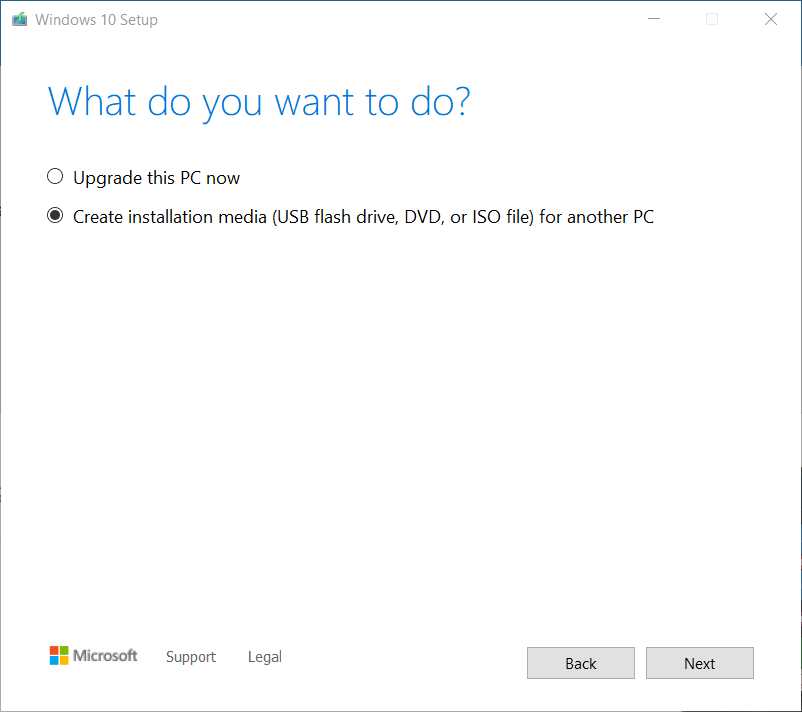 Windows 10 Setup
What do you want to do?
Upgrade this PC now
Create installation media (USB flash drive, DVD, or ISO file) for another PC
Microsoft Support Legal Back Next